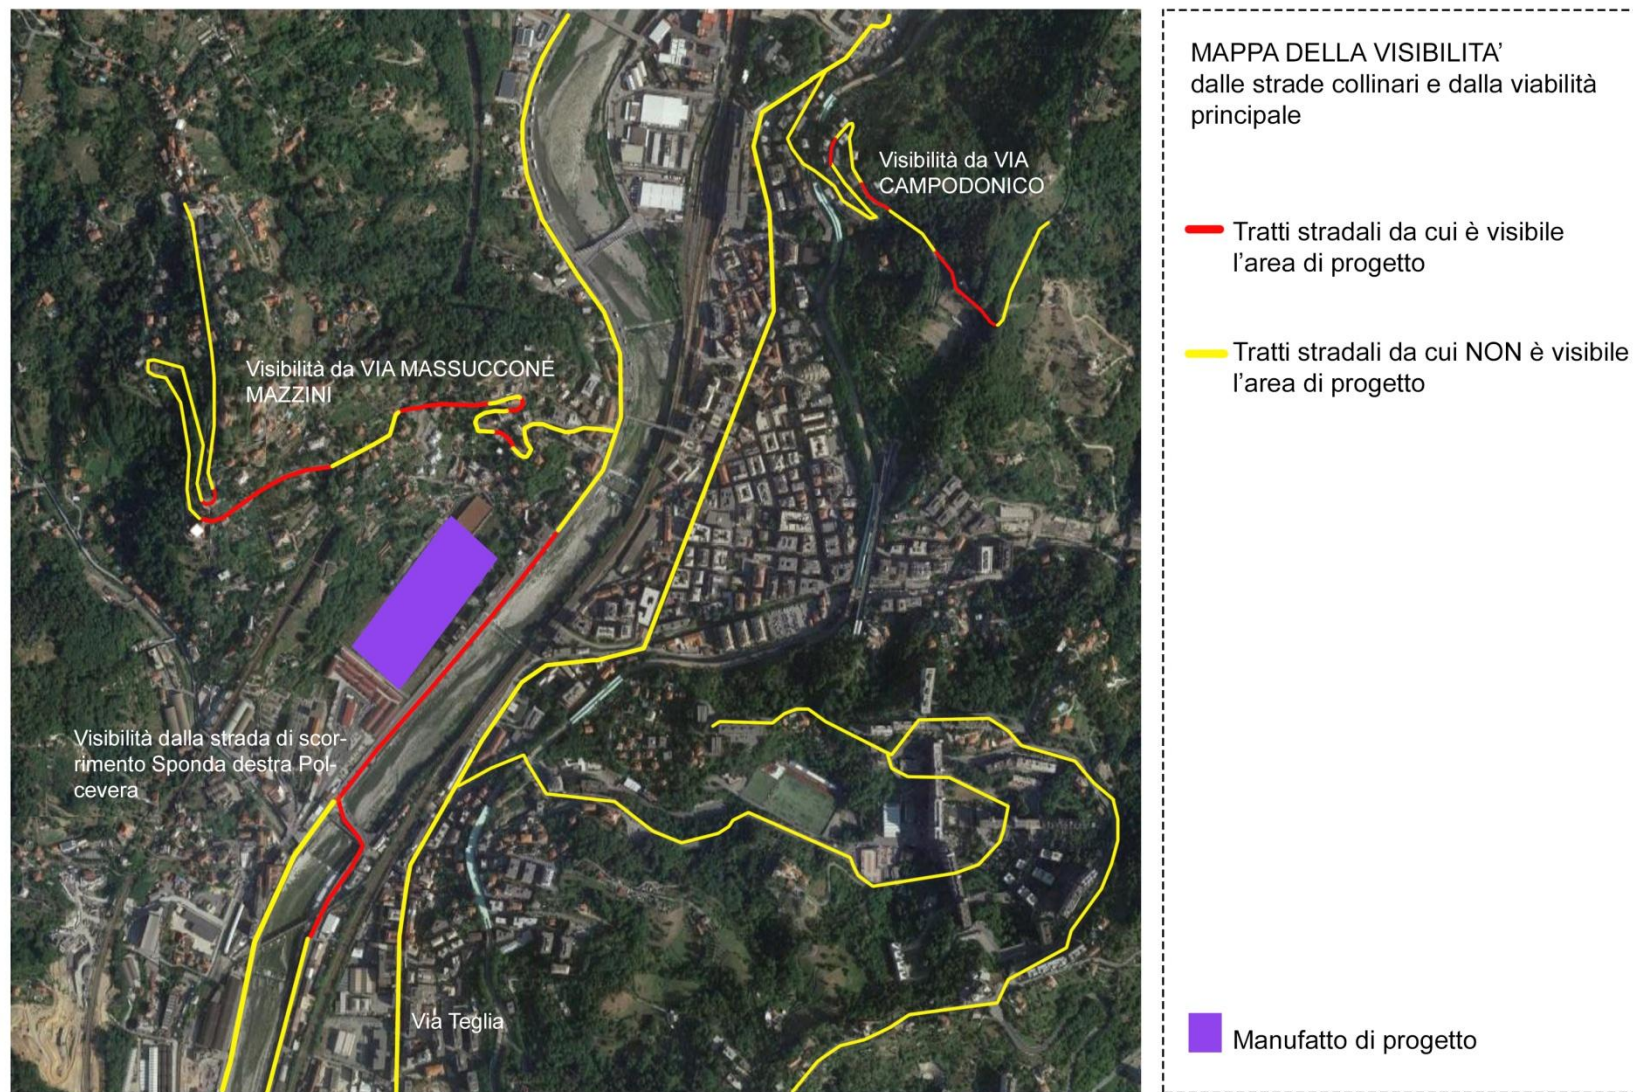 MAPPA DELLA VISIBILITA'
dalle strade collinari e dalla viabilità
principale
Visibilità da VIA
CAMPODONICO
Tratti stradali da cui è visibile
l'area di progetto
Tratti stradali da cui NON è visibile
l'area di progetto
Visibilità da VIA MASSUCCONE
MAZZINI
Visibilità dalla strada di scor-
rimento Sponda destra Pol-
cevera
Via Teglia
Manufatto di progetto